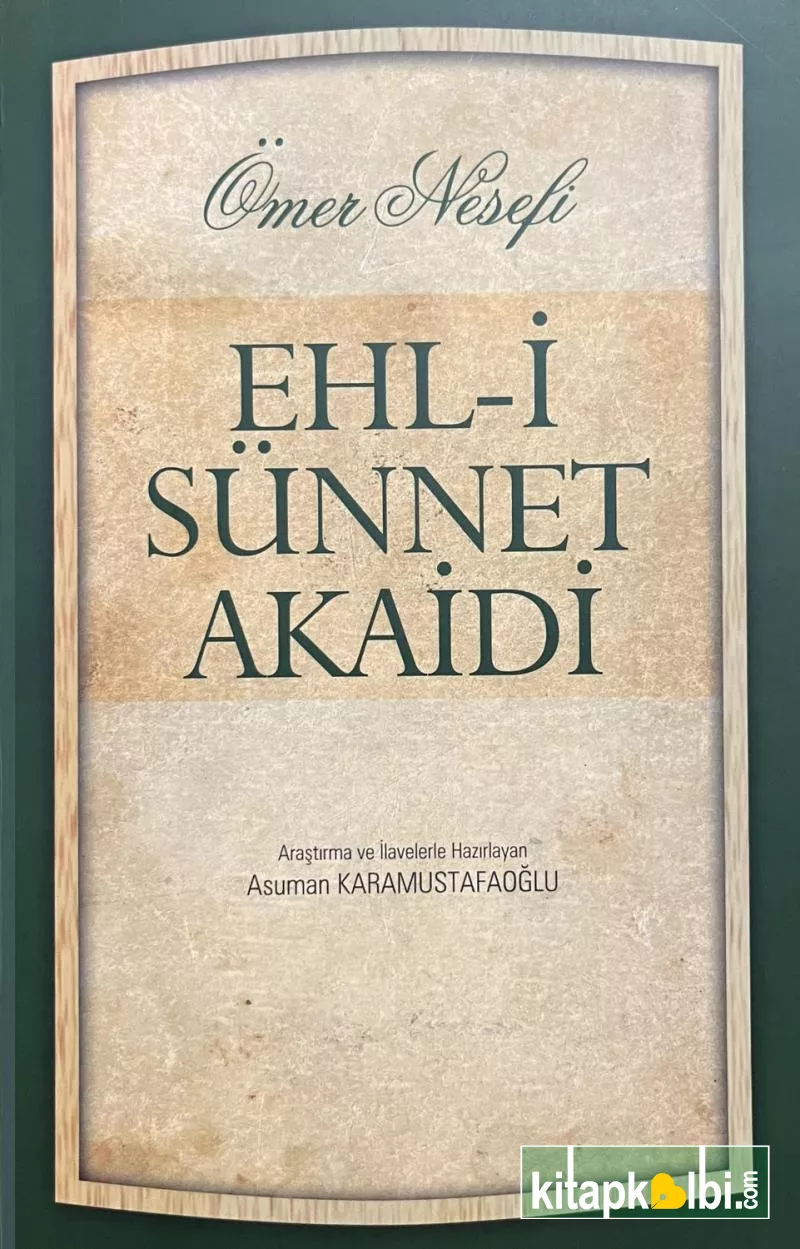 Ömer Nesefi
EHL-İ
SÜNNET
AKAİDİ
Araştırma ve İlavelerle Hazırlayan
Asuman KARAMUSTAFAOĞLU
kitapkalbi.com